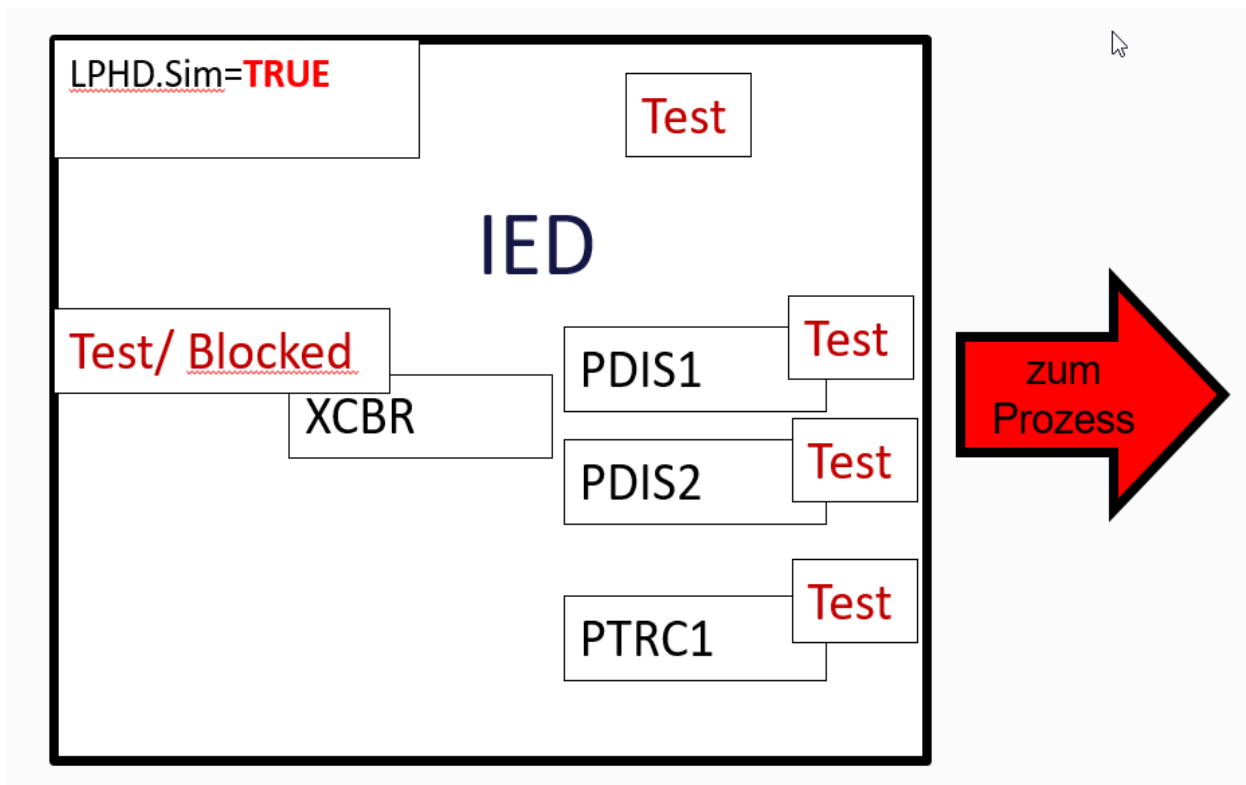 LPHD.Sim=TRUE
Test
IED
Test/ Blocked
XCBR
PDIS1
Test
PDIS2
Test
PTRC1
Test
zum
Prozess